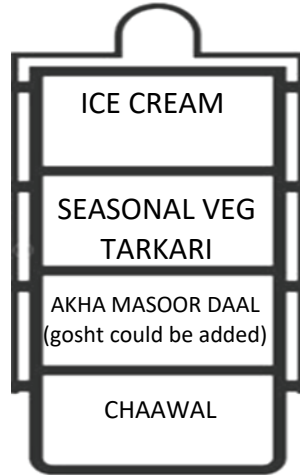 ICE CREAM
SEASONAL VEG
TARKARI
AKHA MASOOR DAAL
(gosht could be added)
CHAAWAL